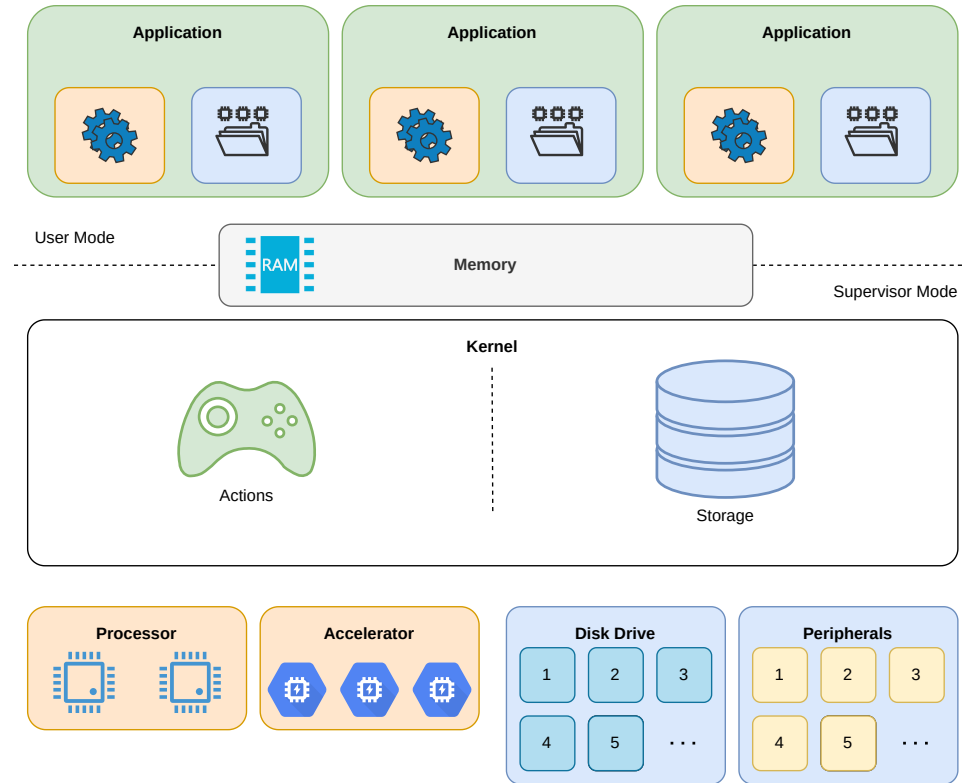 Application
Application
Application
User Mode
RAM
Memory
Supervisor Mode
Kernel
Actions
Storage
Processor
Accelerator
Disk Drive
Peripherals
1 2 3
1 2 3
4 5 ...
4 5 ...